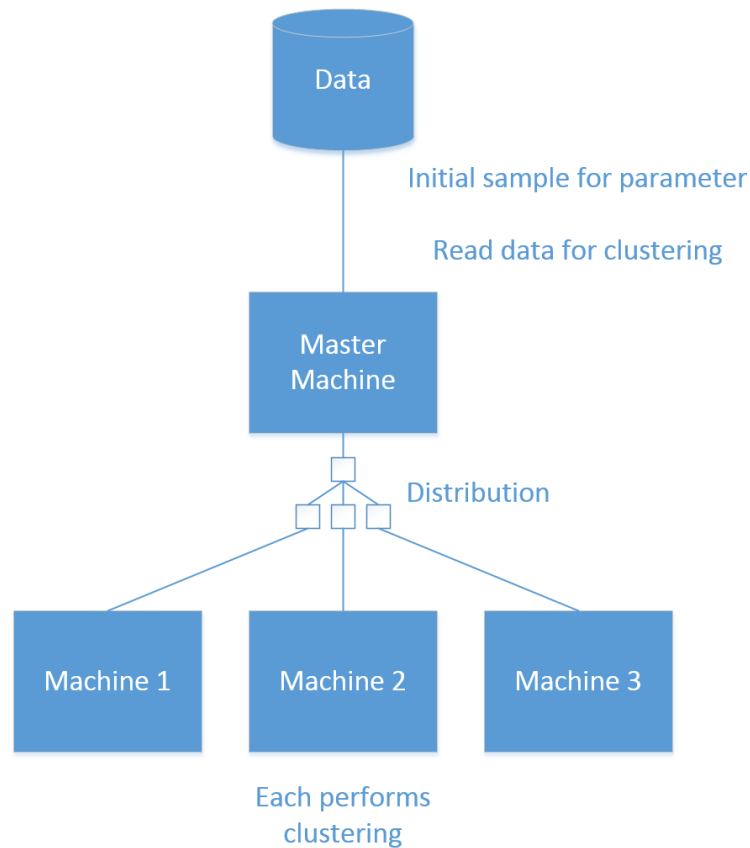 Data
Initial sample for parameter
Read data for clustering
Master
Machine
Distribution
Machine 1
Machine 2
Machine 3
Each performs
clustering